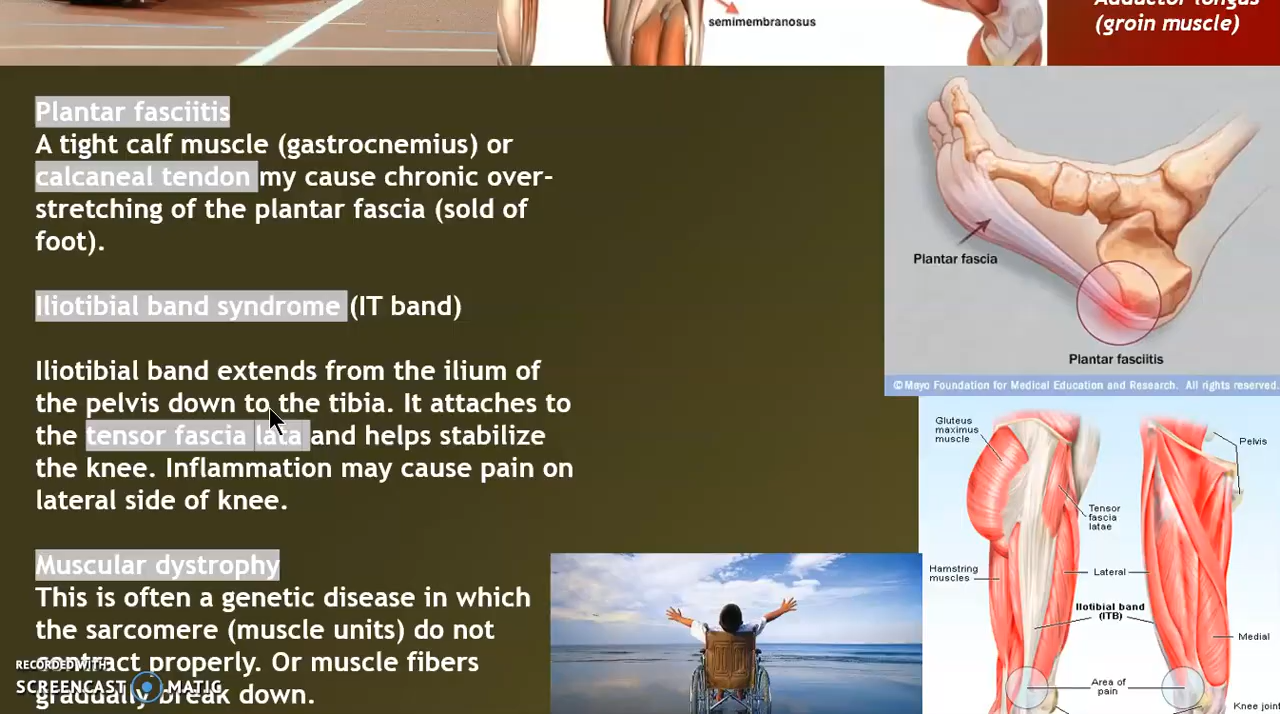 semimembranosus
Adductor longus
(groin muscle)
Plantar fasciitis
A tight calf muscle (gastrocnemius) or
calcaneal tendon my cause chronic over-
stretching of the plantar fascia (sold of
foot).
Iliotibial band syndrome (IT band)
Iliotibial band extends from the ilium of
the pelvis down to the tibia. It attaches to
the tensor fascia lata and helps stabilize
the knee. Inflammation may cause pain on
lateral side of knee.
Muscular dystrophy
This is often a genetic disease in which
the sarcomere (muscle units) do not
contract properly. Or muscle fibers
gradually break down.
RECORDED WITH
SCREENCAST MATIC
Plantar fascia
Plantar fasciitis
©Mayo Foundation for Medical Education and Research. All rights reserved.
Gluteus
maximus
muscle
Pelvis
Tensor
fascia
latae
Hamstring
muscles
Lateral
Iliotibial band
(ITB)
Medial
Area of
pain
Knee joint